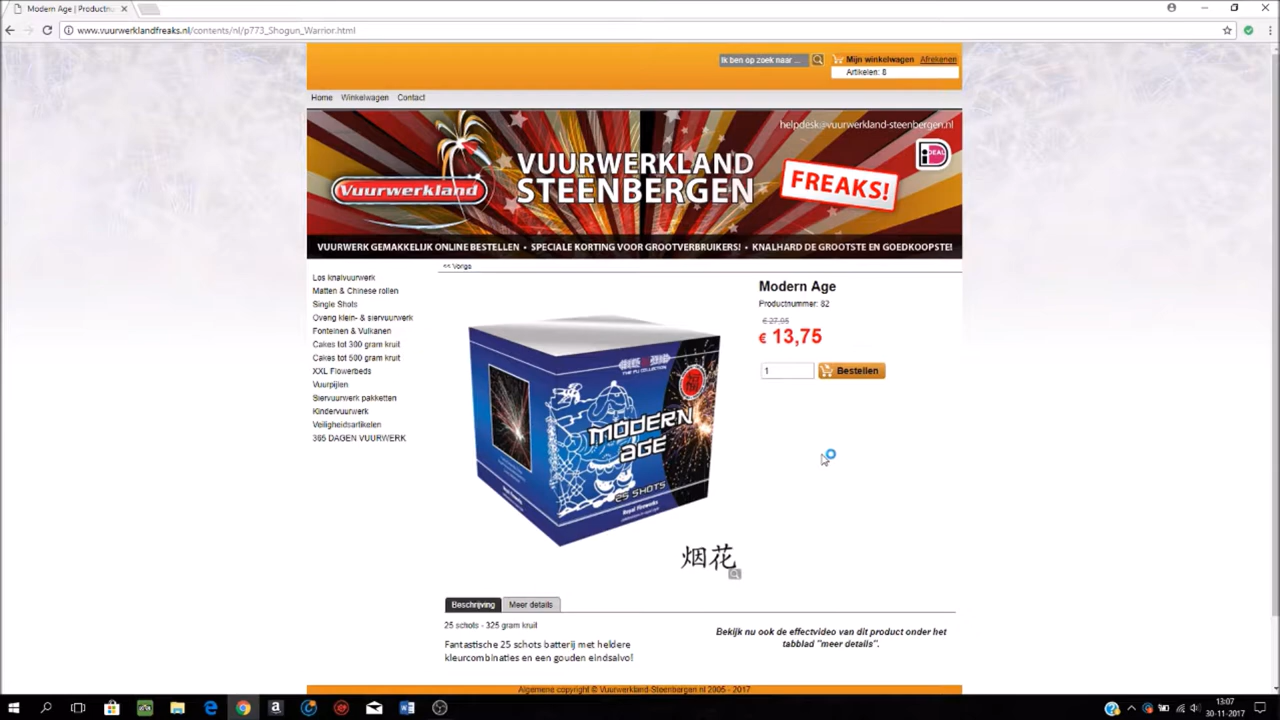 Modern Age | Productnu
www.vuurwerklandfreaks.nl/contents/nl/p773_Shogun_Warrior.html
Ik ben op zoek naar ...
Mijn winkelwagen Afrekenen
Artikelen: 8
Home Winkelwagen Contact
helpdesk@vuurwerkland-steenbergen.nl
iDEAL
Vuurwerkland
VUURWERKLAND
STEENBERGEN
FREAKS!
VUURWERK GEMAKKELIJK ONLINE BESTELLEN • SPECIALE KORTING VOOR GROOTVERBRUIKERS! • KNALHARD DE GROOTSTE EN GOEDKOOPSTE!
<< Vorige
Los knalvuurwerk
Matten & Chinese rollen
Single Shots
Overig klein- & siervuurwerk
Fonteinen & Vulkanen
Cakes tot 300 gram kruit
Cakes tot 500 gram kruit
XXL Flowerbeds
Vuurpijlen
Siervuurwerk pakketten
Kindervuurwerk
Veiligheidsartikelen
365 DAGEN VUURWERK
THE FU COLLECTION
MODERN
AGE
25 SHOTS
Royal Fireworks
烟花
Modern Age
Productnummer: 82
€ 27,95
€ 13,75
1
Bestellen
Beschrijving Meer details
25 schots - 325 gram kruit
Fantastische 25 schots batterij met heldere
kleurcombinaties en een gouden eindsalvo!
Bekijk nu ook de effectvideo van dit product onder het
tabblad "meer details".
Algemene copyright © Vuurwerkland-Steenbergen.nl 2005 - 2017
13:07
30-11-2017